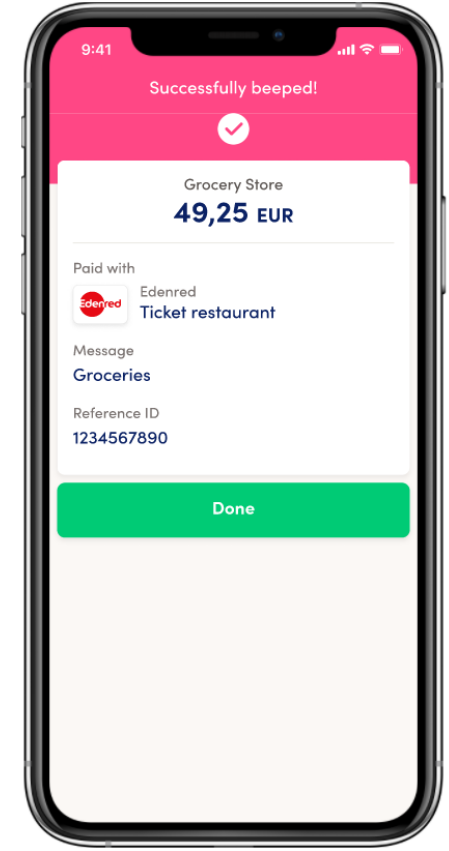 9:41
Successfully beeped!
Grocery Store
49,25 EUR
Paid with
Edenred
Edenred
Ticket restaurant
Message
Groceries
Reference ID
1234567890
Done